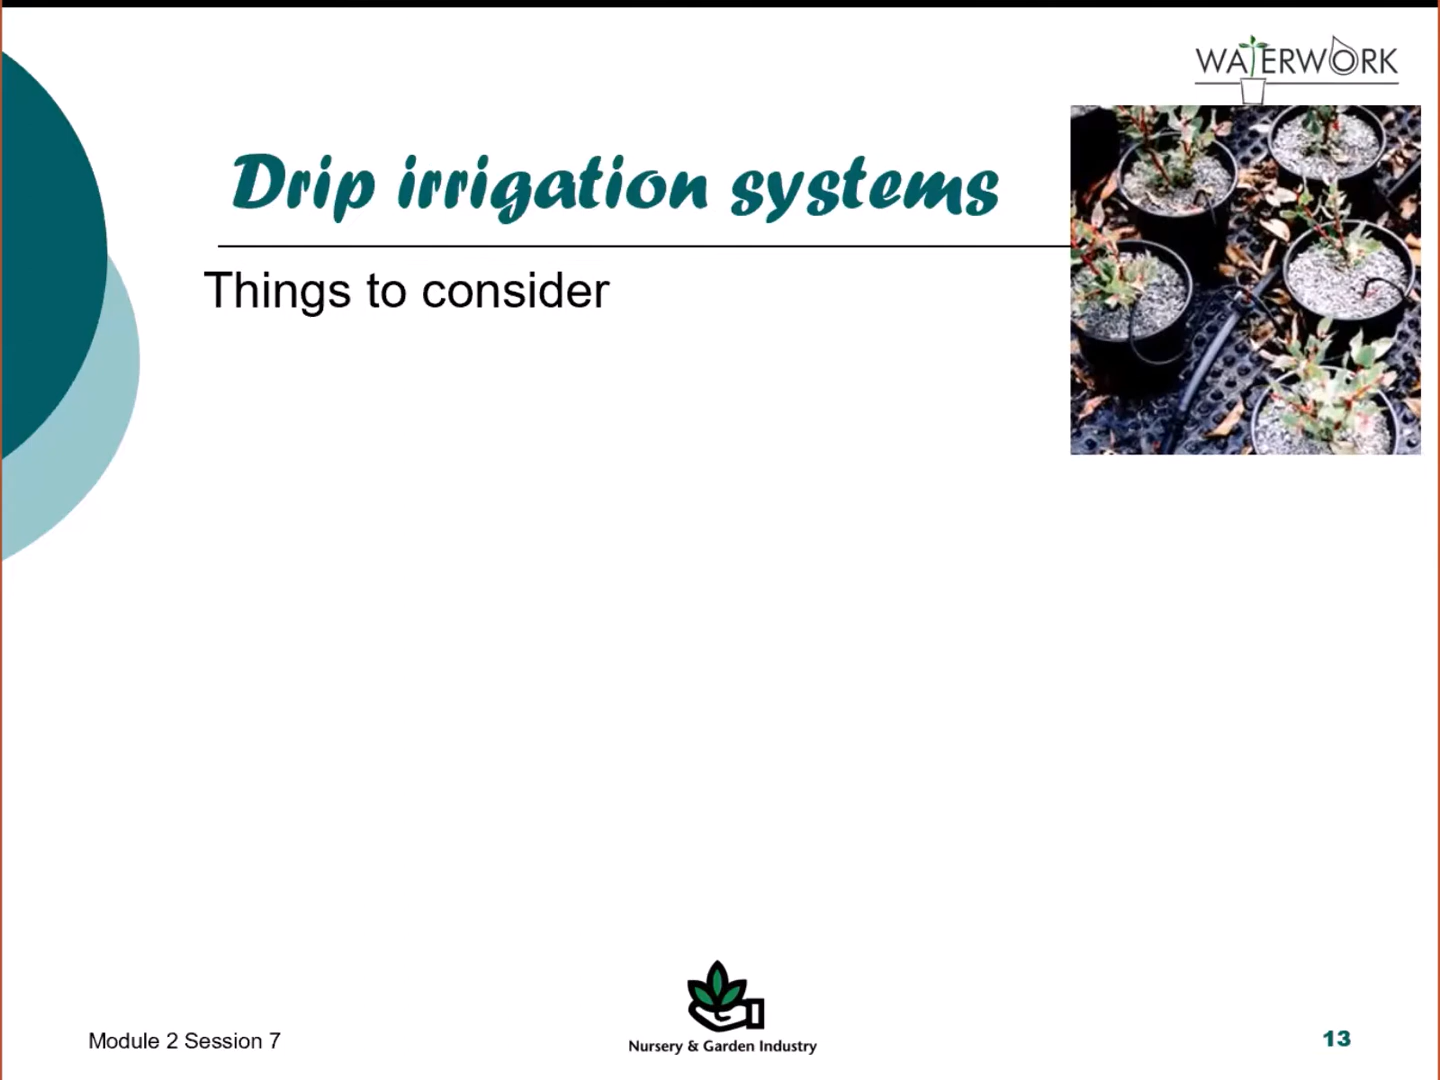 WATERWORK
Drip irrigation systems
Things to consider
Module 2 Session 7
Nursery & Garden Industry
13